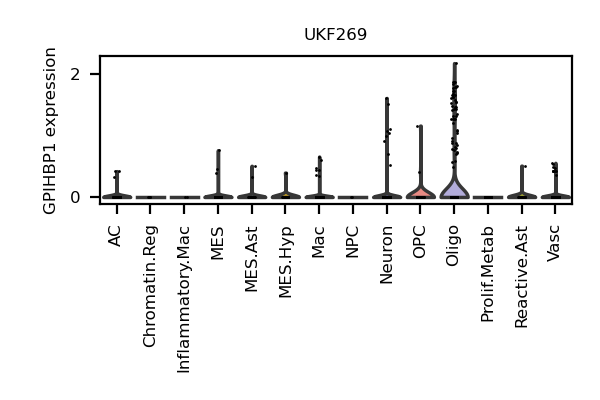 UKF269
GPIHBP1 expression
2
0
AC
Chromatin.Reg
Inflammatory.Mac
MES
MES.Ast
MES.Hyp
Mac
NPC
Neuron
OPC
Oligo
Prolif.Metab
Reactive.Ast
Vasc